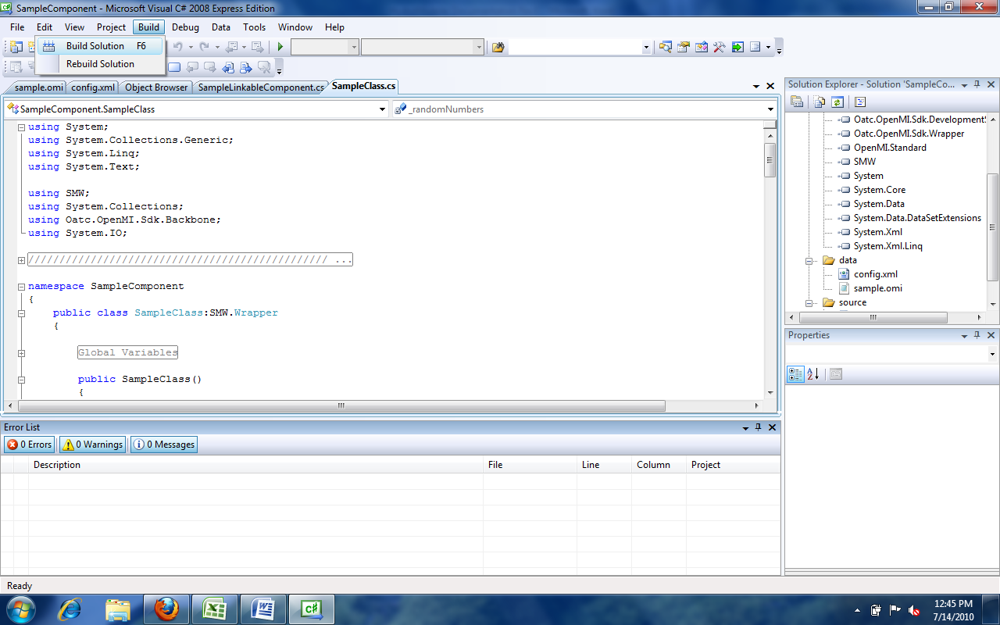 SampleComponent - Microsoft Visual C# 2008 Express Edition
File Edit View Project Build Debug Data Tools Window Help
Build Solution F6
Rebuild Solution
sample.omi config.xml Object Browser SampleLinkableComponent.cs SampleClass.cs
SampleComponent.SampleClass _randomNumbers
using System;
using System.Collections.Generic;
using System.Linq;
using System.Text;
using SMW;
using System.Collections;
using Oatc.OpenMI.Sdk.Backbone;
using System.IO;
//////////////////////////////////////////////// ...
namespace SampleComponent
{
public class SampleClass:SMW.Wrapper
{
Global Variables
public SampleClass()
{
Solution Explorer - Solution 'SampleCo...
Oatc.OpenMI.Sdk.Development
Oatc.OpenMI.Sdk.Wrapper
OpenMI.Standard
SMW
System
System.Core
System.Data
System.Data.DataSetExtensions
System.Xml
System.Xml.Linq
data
config.xml
sample.omi
source
Properties
Error List
0 Errors 0 Warnings 0 Messages
Description File Line Column Project
Ready
12:45 PM
7/14/2010